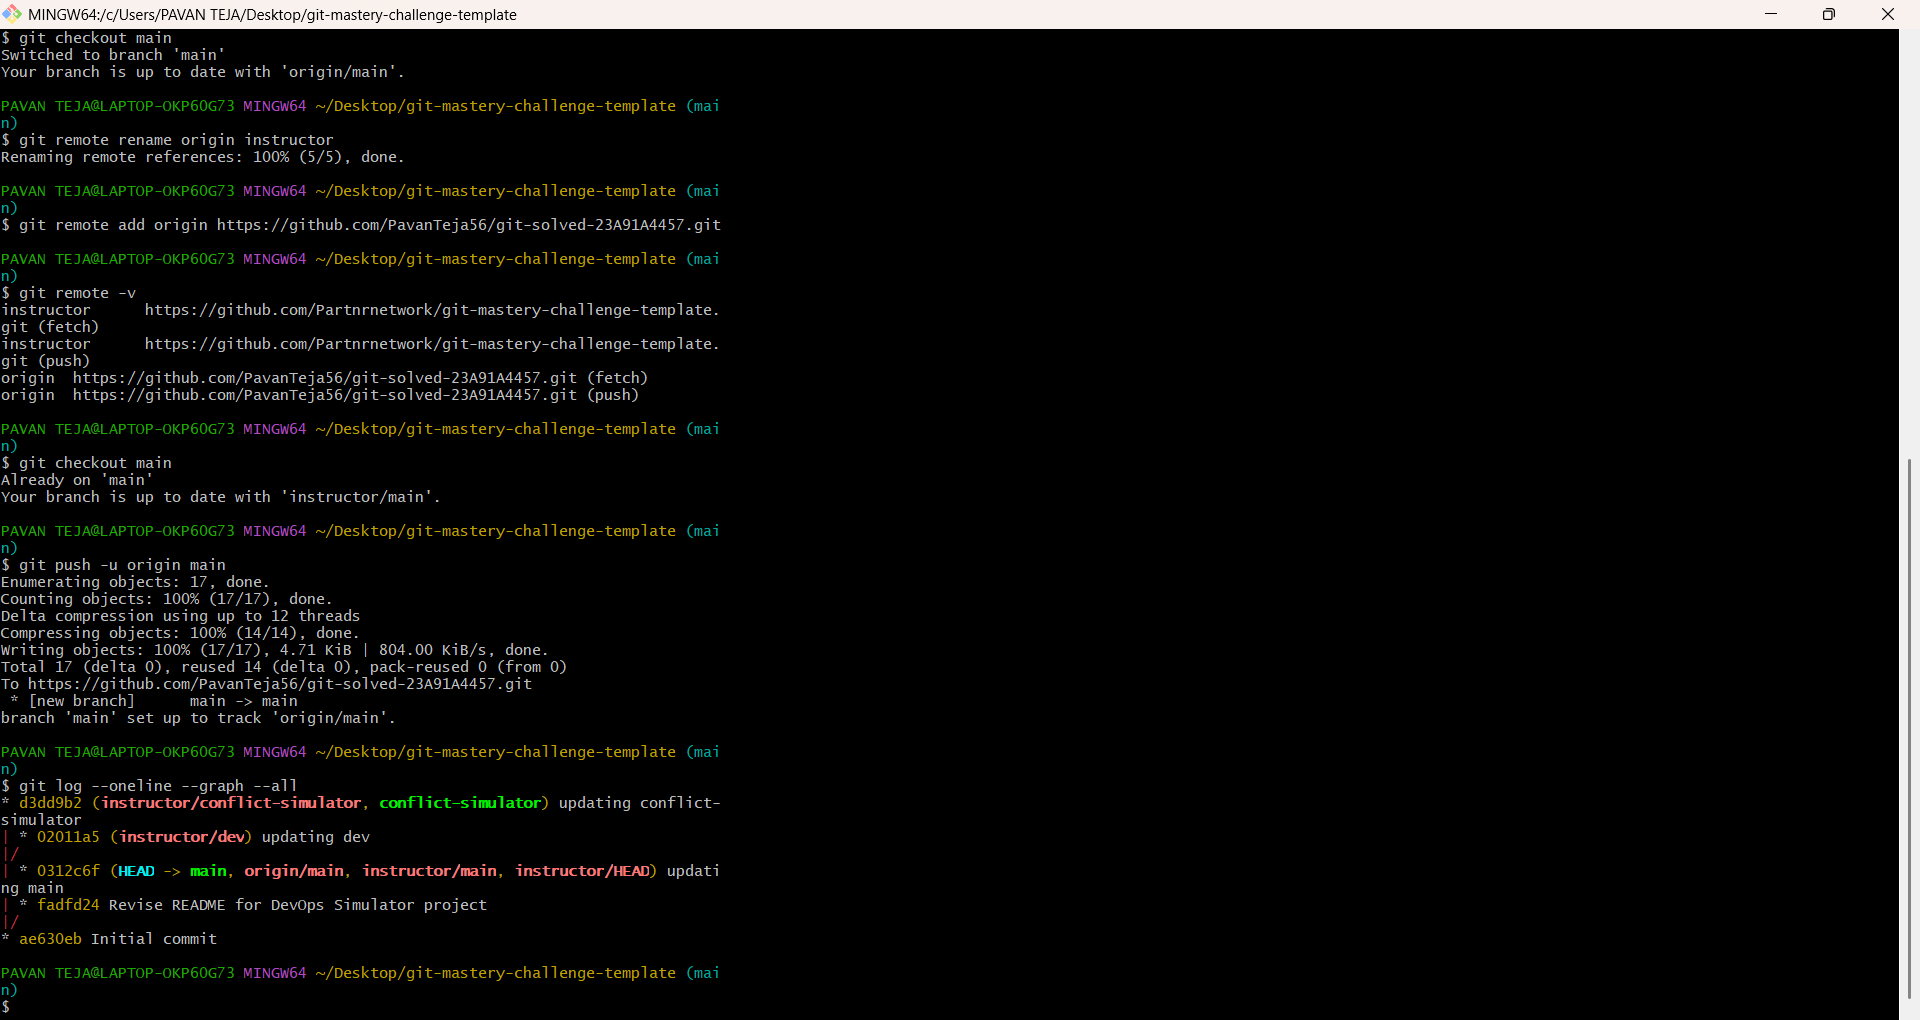 MINGW64:/c/Users/PAVAN TEJA/Desktop/git-mastery-challenge-template
$ git checkout main
Switched to branch 'main'
Your branch is up to date with 'origin/main'.
PAVAN TEJA@LAPTOP-OKP60G73 MINGW64 ~/Desktop/git-mastery-challenge-template (mai
n)
$ git remote rename origin instructor
Renaming remote references: 100% (5/5), done.
PAVAN TEJA@LAPTOP-OKP60G73 MINGW64 ~/Desktop/git-mastery-challenge-template (mai
n)
$ git remote add origin https://github.com/PavanTeja56/git-solved-23A91A4457.git
PAVAN TEJA@LAPTOP-OKP60G73 MINGW64 ~/Desktop/git-mastery-challenge-template (mai
n)
$ git remote -v
instructor      https://github.com/Partnrnetwork/git-mastery-challenge-template.
git (fetch)
instructor      https://github.com/Partnrnetwork/git-mastery-challenge-template.
git (push)
origin  https://github.com/PavanTeja56/git-solved-23A91A4457.git (fetch)
origin  https://github.com/PavanTeja56/git-solved-23A91A4457.git (push)
PAVAN TEJA@LAPTOP-OKP60G73 MINGW64 ~/Desktop/git-mastery-challenge-template (mai
n)
$ git checkout main
Already on 'main'
Your branch is up to date with 'instructor/main'.
PAVAN TEJA@LAPTOP-OKP60G73 MINGW64 ~/Desktop/git-mastery-challenge-template (mai
n)
$ git push -u origin main
Enumerating objects: 17, done.
Counting objects: 100% (17/17), done.
Delta compression using up to 12 threads
Compressing objects: 100% (14/14), done.
Writing objects: 100% (17/17), 4.71 KiB | 804.00 KiB/s, done.
Total 17 (delta 0), reused 14 (delta 0), pack-reused 0 (from 0)
To https://github.com/PavanTeja56/git-solved-23A91A4457.git
 * [new branch]      main -> main
branch 'main' set up to track 'origin/main'.
PAVAN TEJA@LAPTOP-OKP60G73 MINGW64 ~/Desktop/git-mastery-challenge-template (mai
n)
$ git log --oneline --graph --all
* d3dd9b2 (instructor/conflict-simulator, conflict-simulator) updating conflict-
simulator
| * 02011a5 (instructor/dev) updating dev
|/
| * 0312c6f (HEAD -> main, origin/main, instructor/main, instructor/HEAD) updati
ng main
| * fadfd24 Revise README for DevOps Simulator project
|/
* ae630eb Initial commit
PAVAN TEJA@LAPTOP-OKP60G73 MINGW64 ~/Desktop/git-mastery-challenge-template (mai
n)
$